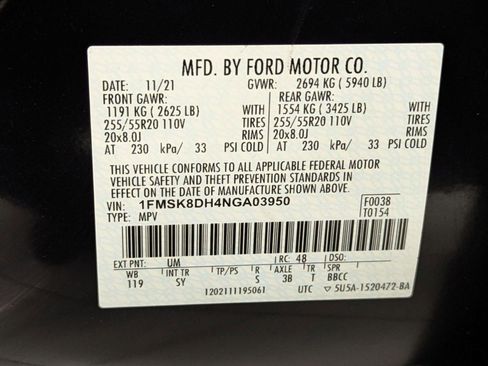 MFD. BY FORD MOTOR CO.
DATE: 11/21 GVWR: 2694 KG ( 5940 LB)
FRONT GAWR: REAR GAWR:
1191 KG ( 2625 LB) WITH 1554 KG ( 3425 LB) WITH
255/55R20 110V TIRES 255/55R20 110V TIRES
20x8.0J RIMS 20x8.0J RIMS
AT 230 kPa/ 33 PSI COLD AT 230 kPa/ 33 PSI COLD
THIS VEHICLE CONFORMS TO ALL APPLICABLE FEDERAL MOTOR
VEHICLE SAFETY AND THEFT PREVENTION STANDARDS IN EFFECT
ON THE DATE OF MANUFACTURE SHOWN ABOVE.
VIN: 1FMSK8DH4NGA03950 F0038
TYPE: MPV T0154
EXT PNT: UM RC: 48 DSO:
WB INT TR TP/PS R AXLE TR SPR
119 SY S 3B T BBCC
1202111195061 UTC ▽ 5U5A-1520472-BA